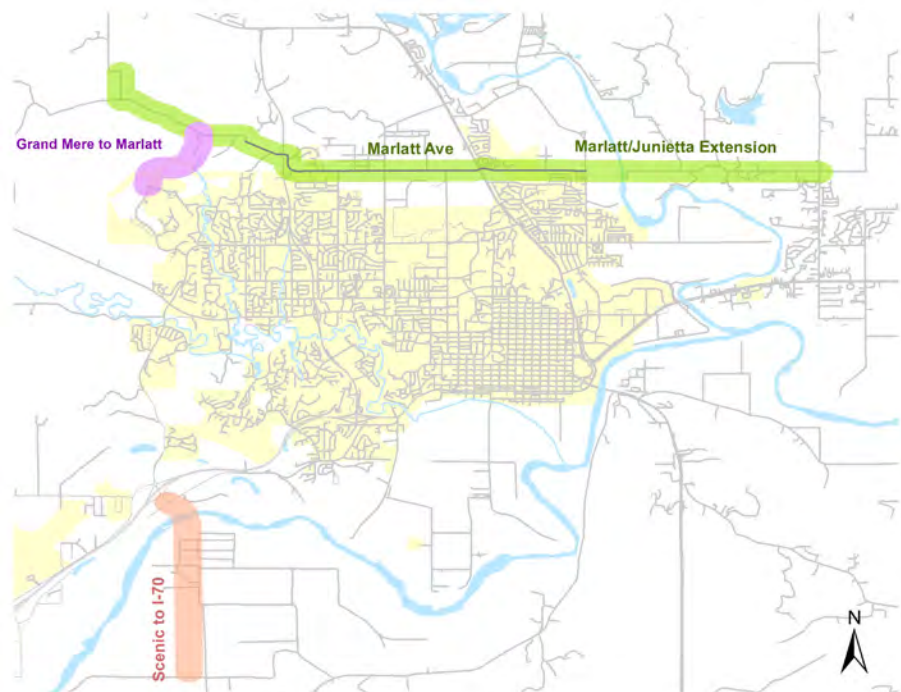 Grand Mere to Marlatt
Marlatt Ave
Marlatt/Junietta Extension
Scenic to I-70
N